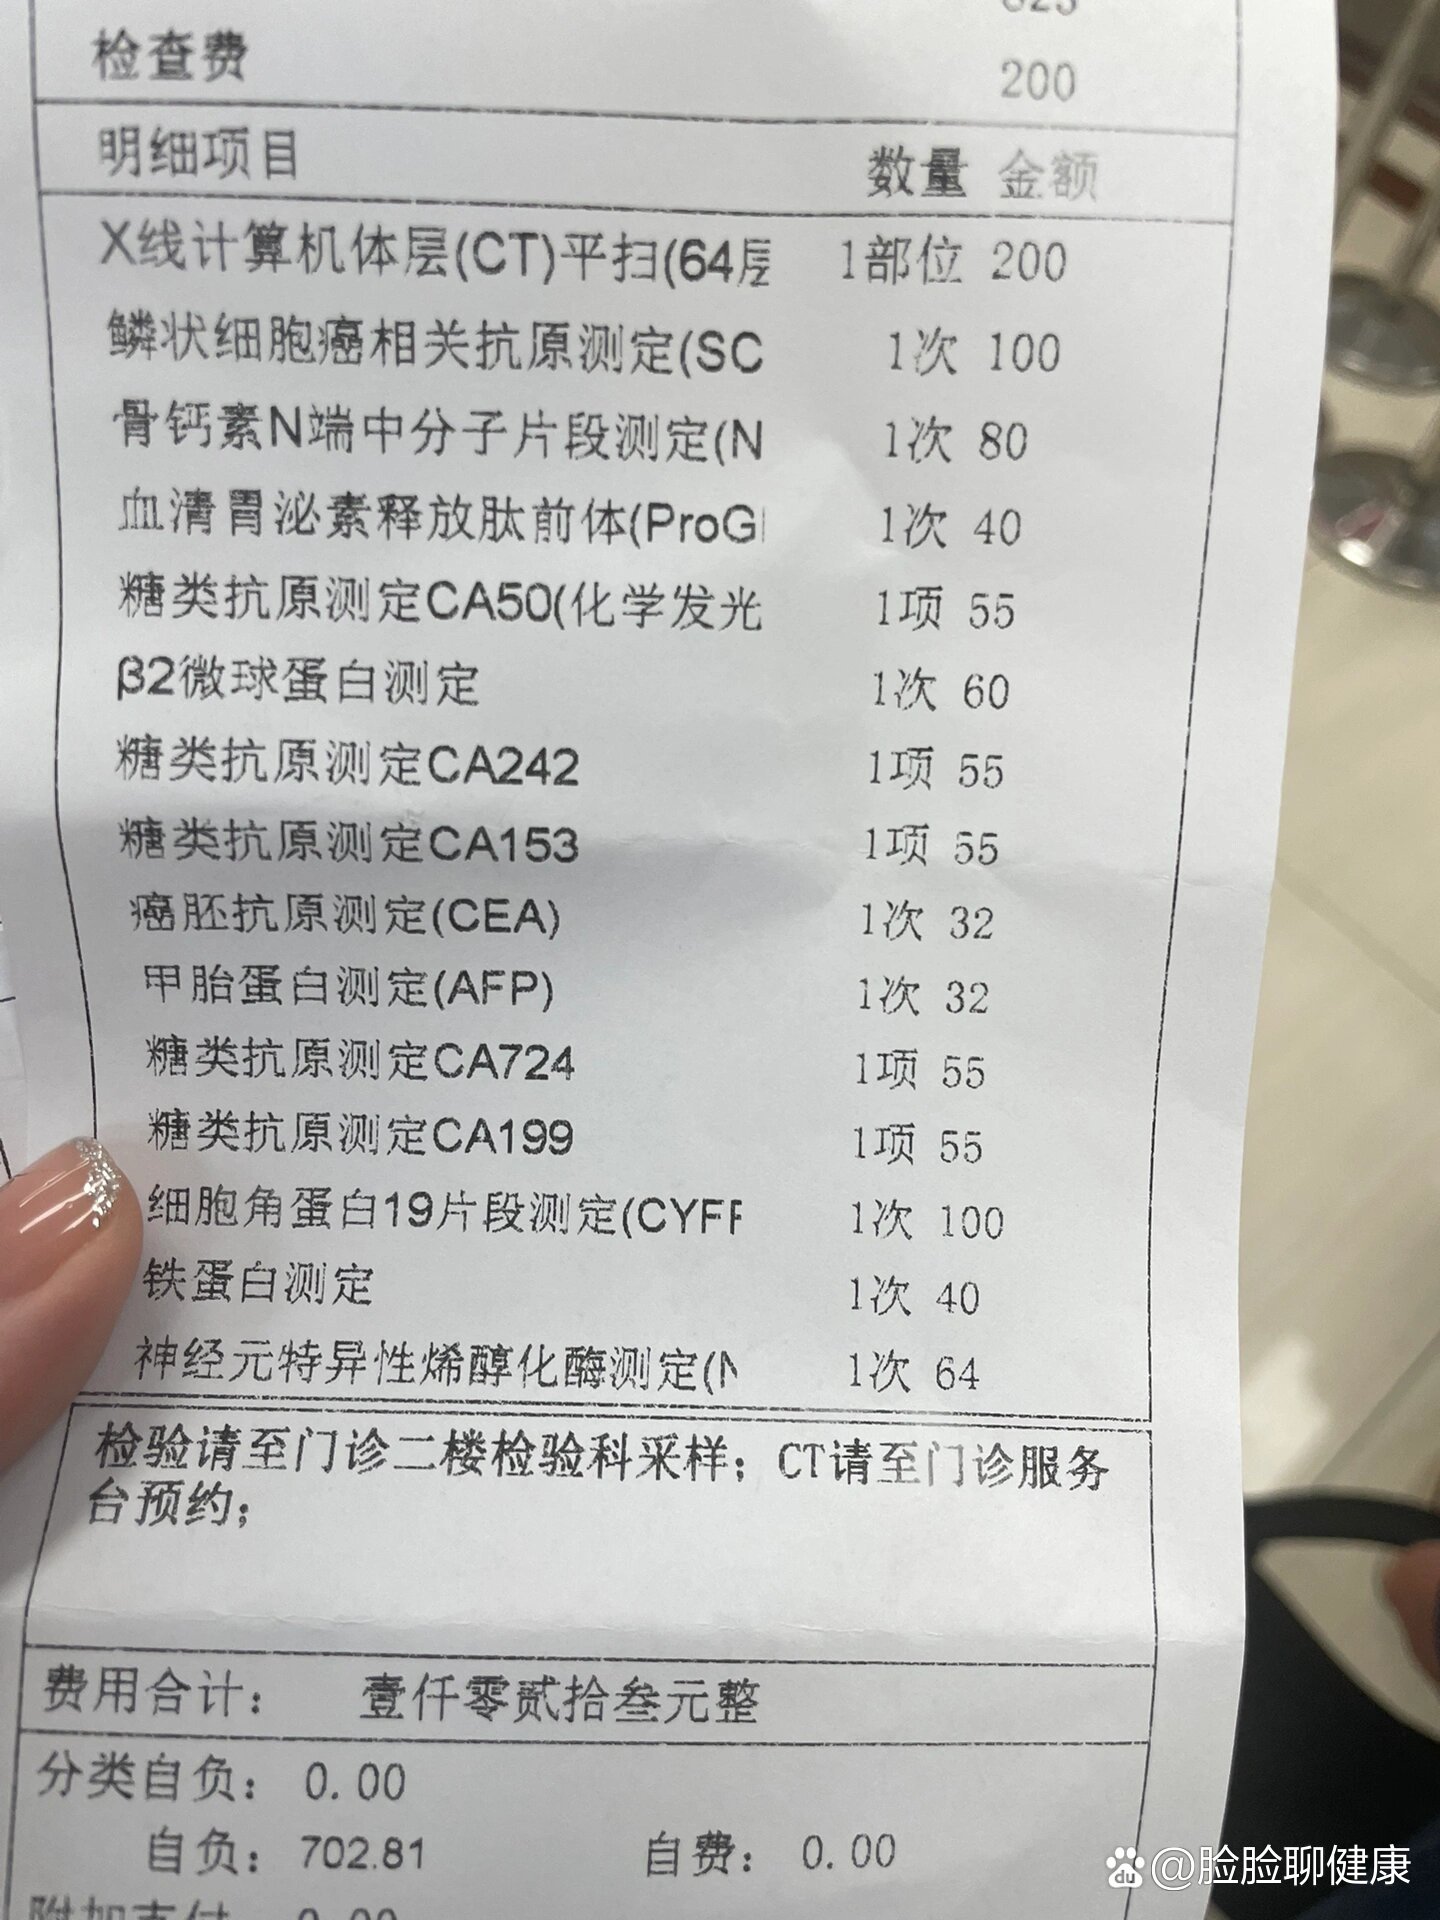 检查费 200
明细项目 数量 金额
X线计算机体层(CT)平扫(64层 1部位 200
鳞状细胞癌相关抗原测定(SC 1次 100
骨钙素N端中分子片段测定(N 1次 80
血清胃泌素释放肽前体(ProG 1次 40
糖类抗原测定CA50(化学发光 1项 55
β2微球蛋白测定 1次 60
糖类抗原测定CA242 1项 55
糖类抗原测定CA153 1项 55
癌胚抗原测定(CEA) 1次 32
甲胎蛋白测定(AFP) 1次 32
糖类抗原测定CA724 1项 55
糖类抗原测定CA199 1项 55
细胞角蛋白19片段测定(CYF 1次 100
铁蛋白测定 1次 40
神经元特异性烯醇化酶测定(N 1次 64
检验请至门诊二楼检验科采样；CT请至门诊服务
台预约；
费用合计： 壹仟零贰拾叁元整
分类自负： 0.00
自负： 702.81 自费： 0.00
附加支付 0.00
du @脸脸聊健康